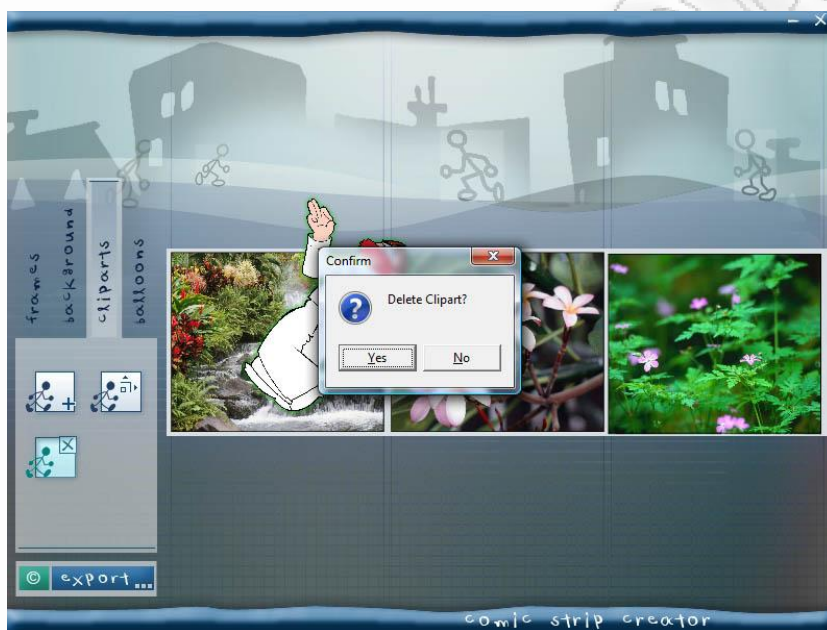 frames
background
cliparts
balloons
Confirm
Delete Clipart?
Yes
No
© export...
comic strip creator